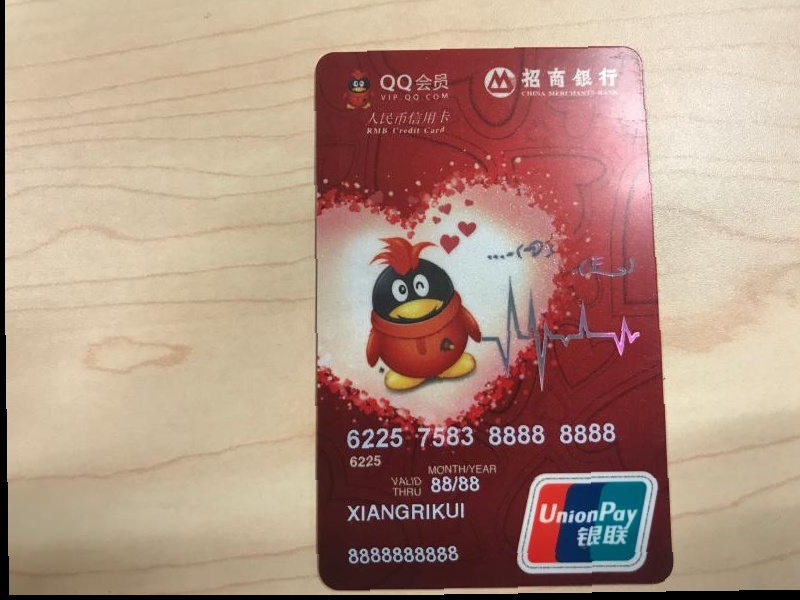 QQ会员
VIP.QQ.COM
招商银行
CHINA MERCHANTS BANK
人民币信用卡
RMB Credit Card
6225 7583 8888 8888
6225
MONTH/YEAR
VALID THRU 88/88
XIANGRIKUI
8888888888
UnionPay
银联